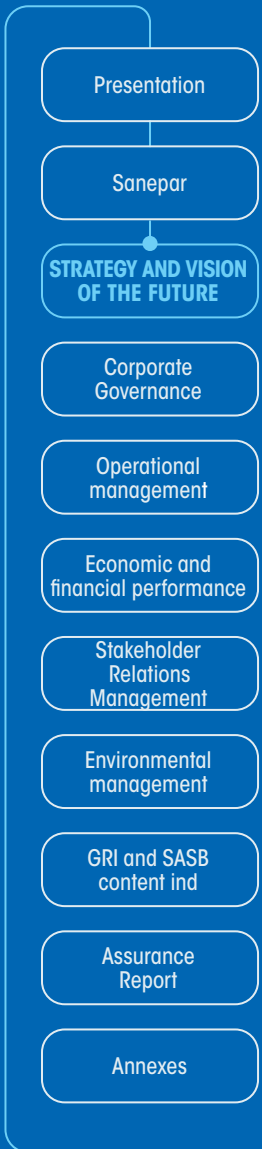 Presentation
Sanepar
STRATEGY AND VISION
OF THE FUTURE
Corporate
Governance
Operational
management
Economic and
financial performance
Stakeholder
Relations
Management
Environmental
management
GRI and SASB
content ind
Assurance
Report
Annexes